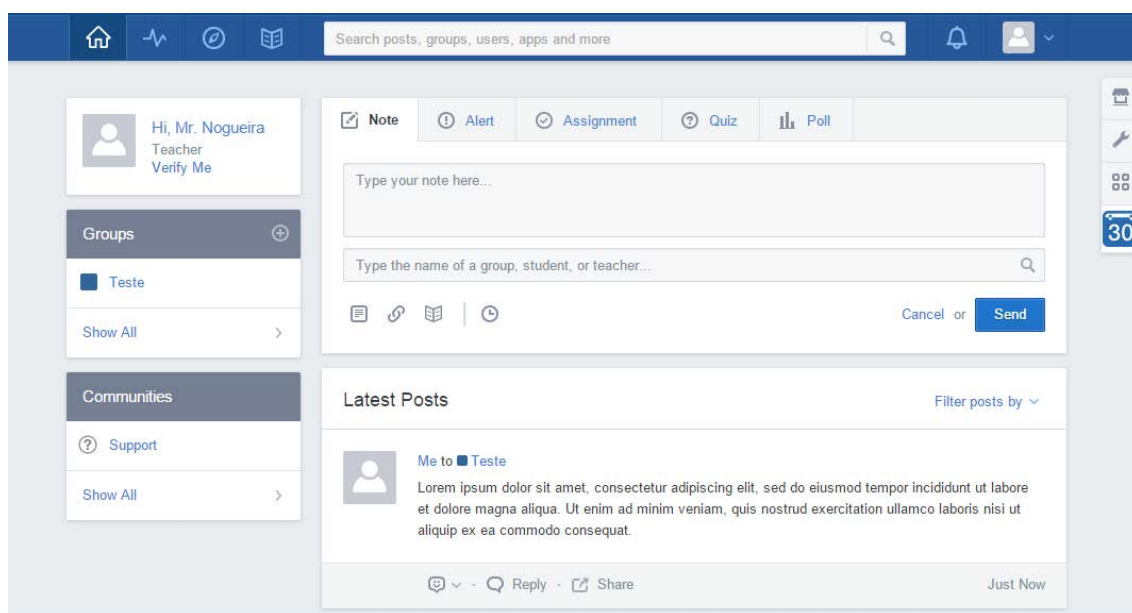 Search posts, groups, users, apps and more
Hi, Mr. Nogueira
Teacher
Verify Me
Groups
Teste
Show All
Communities
Support
Show All
Note
Alert
Assignment
Quiz
Poll
Type your note here...
Type the name of a group, student, or teacher...
Cancel or Send
30
Latest Posts
Filter posts by
Me to Teste
Lorem ipsum dolor sit amet, consectetur adipiscing elit, sed do eiusmod tempor incididunt ut labore
et dolore magna aliqua. Ut enim ad minim veniam, quis nostrud exercitation ullamco laboris nisi ut
aliquip ex ea commodo consequat.
· Reply · Share
Just Now